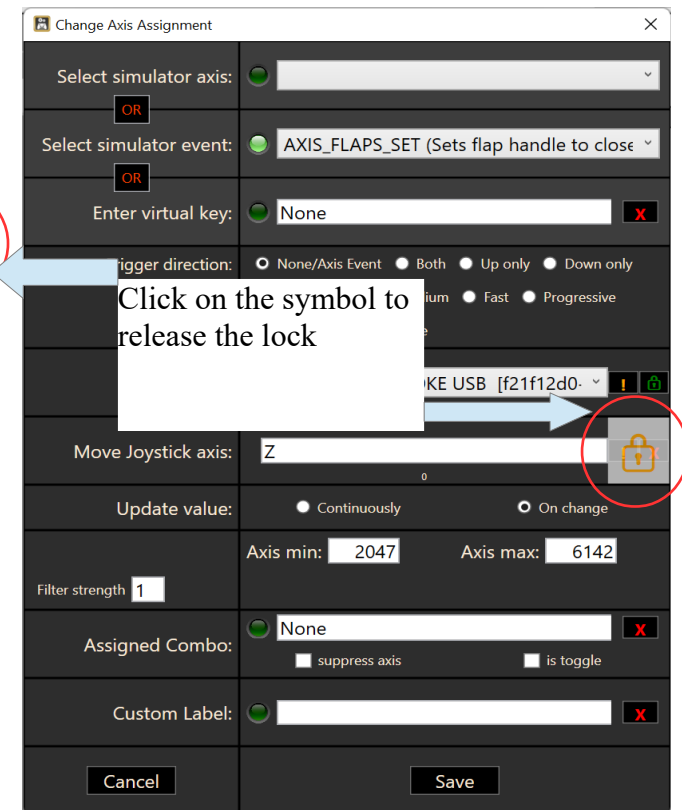 Change Axis Assignment
Select simulator axis:
OR
Select simulator event: AXIS_FLAPS_SET (Sets flap handle to close
OR
Enter virtual key: None X
rigger direction: None/Axis Event Both Up only Down only
Click on the symbol to
release the lock
ium Fast Progressive
e
KE USB [f21f12d0- !
Move Joystick axis: Z X
0
Update value: Continuously On change
Axis min: 2047 Axis max: 6142
Filter strength 1
Assigned Combo: None X
suppress axis is toggle
Custom Label: X
Cancel Save